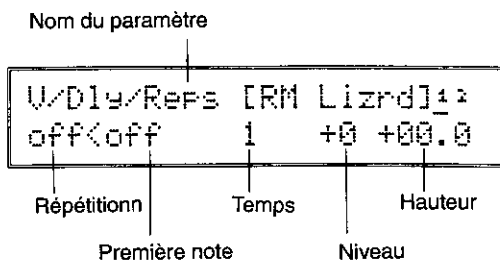 Nom du paramètre
V/Dly/Reps [RM Lizrd]12
off<off 1 +0 +00.0
Répétitionn Temps Hauteur
Première note Niveau